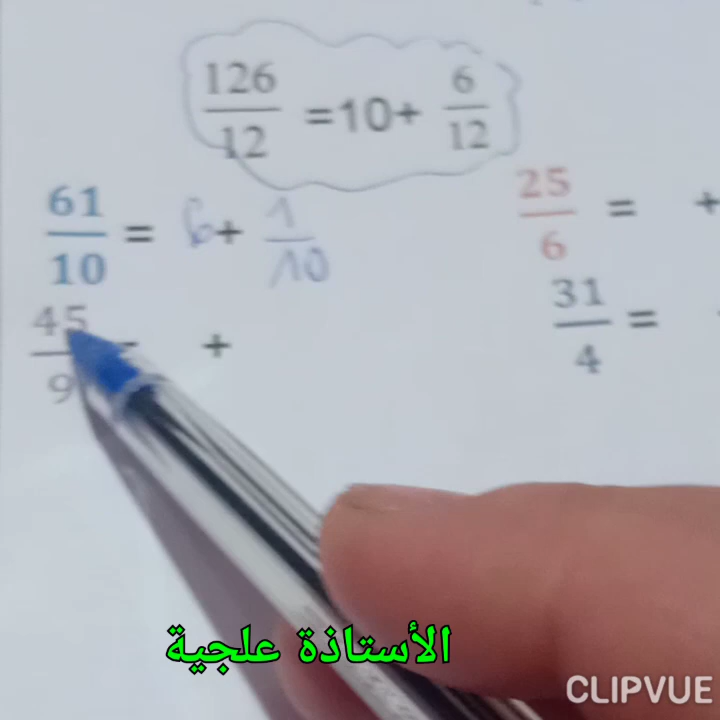 126/12 = 10 + 6/12
61/10 = 6 + 1/10
25/6 = +
45/9 = +
31/4 =
الأستاذة علجية
CLIPVUE